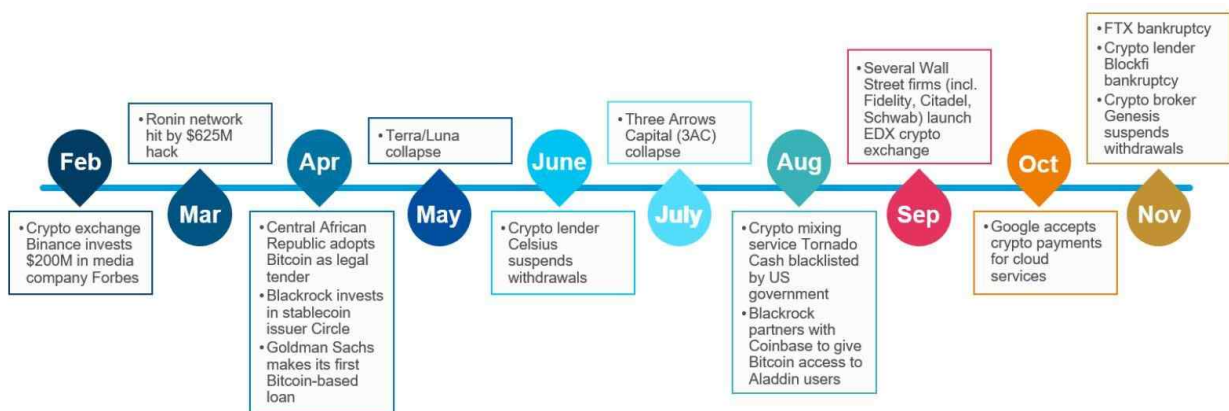 Feb
• Crypto exchange
Binance invests
$200M in media
company Forbes
• Ronin network
hit by $625M
hack
Mar
Apr
• Central African
Republic adopts
Bitcoin as legal
tender
• Blackrock invests
in stablecoin
issuer Circle
• Goldman Sachs
makes its first
Bitcoin-based
loan
• Terra/Luna
collapse
May
June
• Crypto lender
Celsius
suspends
withdrawals
• Three Arrows
Capital (3AC)
collapse
July
Aug
• Crypto mixing
service Tornado
Cash blacklisted
by US
government
• Blackrock
partners with
Coinbase to give
Bitcoin access to
Aladdin users
• Several Wall
Street firms (incl.
Fidelity, Citadel,
Schwab) launch
EDX crypto
exchange
Sep
Oct
• Google accepts
crypto payments
for cloud
services
• FTX bankruptcy
• Crypto lender
Blockfi
bankruptcy
• Crypto broker
Genesis
suspends
withdrawals
Nov